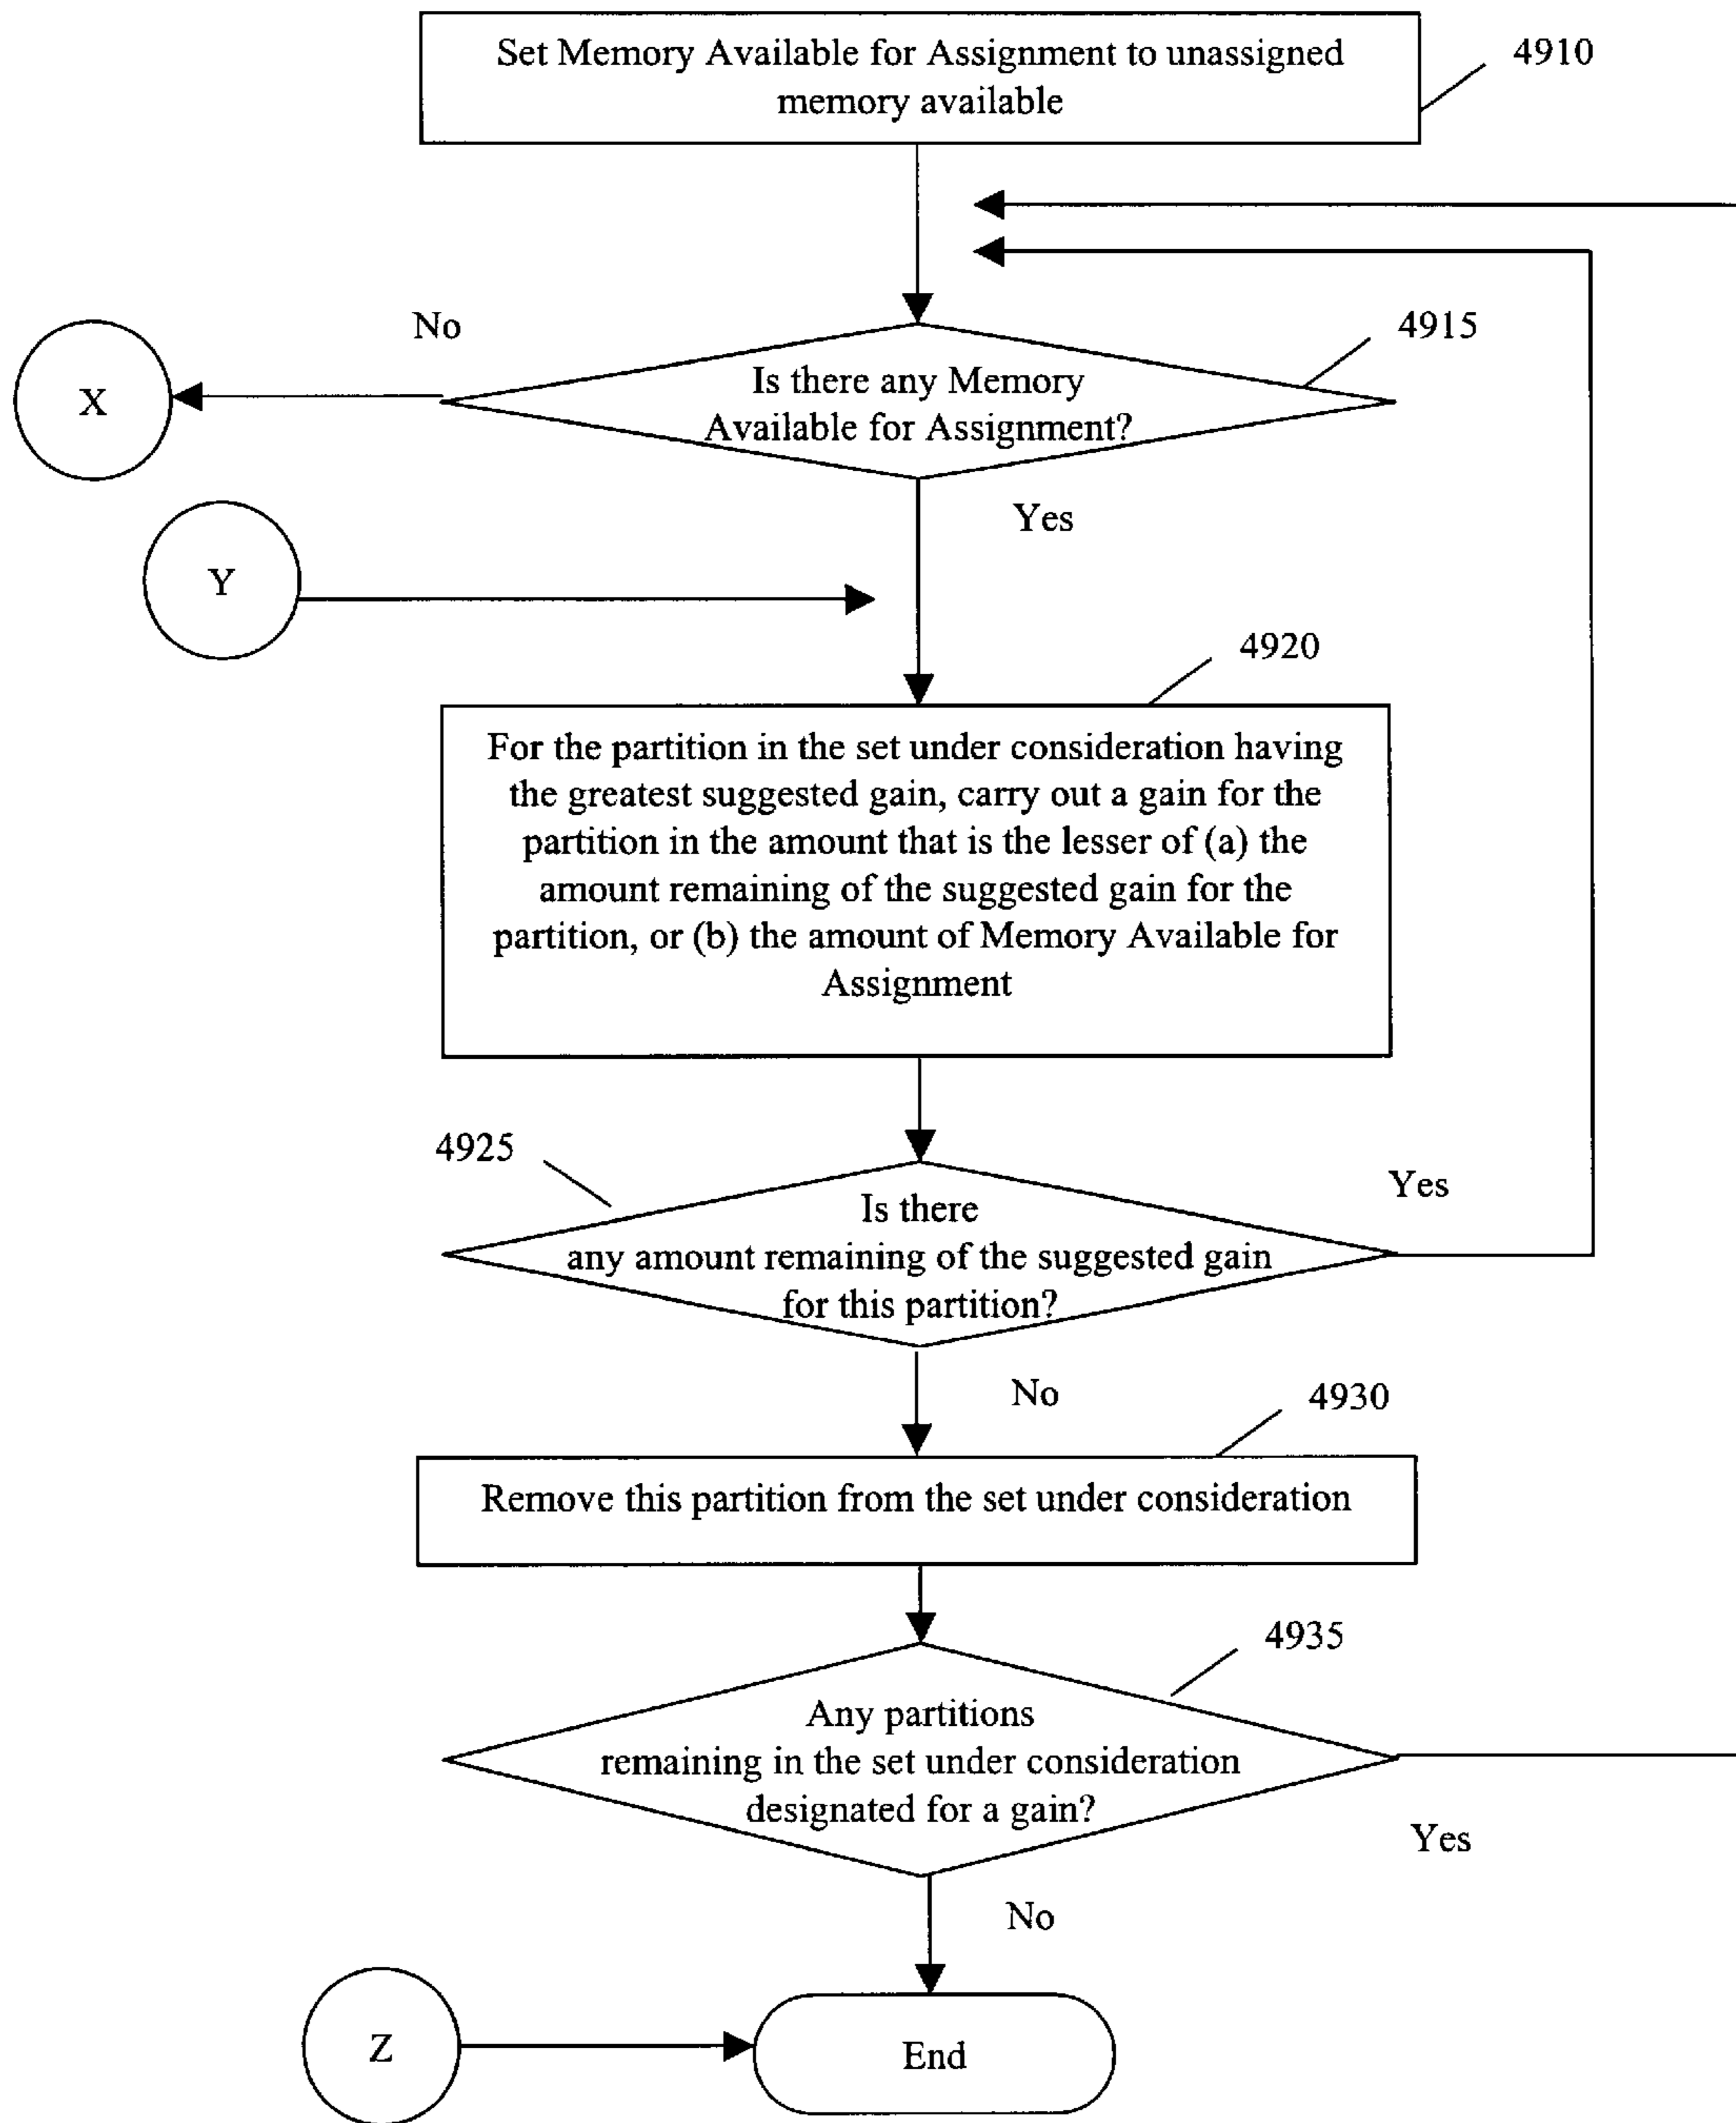 Set Memory Available for Assignment to unassigned
memory available
4910
No
4915
X
Is there any Memory
Available for Assignment?
Yes
Y
4920
For the partition in the set under consideration having
the greatest suggested gain, carry out a gain for the
partition in the amount that is the lesser of (a) the
amount remaining of the suggested gain for the
partition, or (b) the amount of Memory Available for
Assignment
4925
Yes
Is there
any amount remaining of the suggested gain
for this partition?
No
4930
Remove this partition from the set under consideration
4935
Any partitions
remaining in the set under consideration
designated for a gain?
Yes
No
Z
End